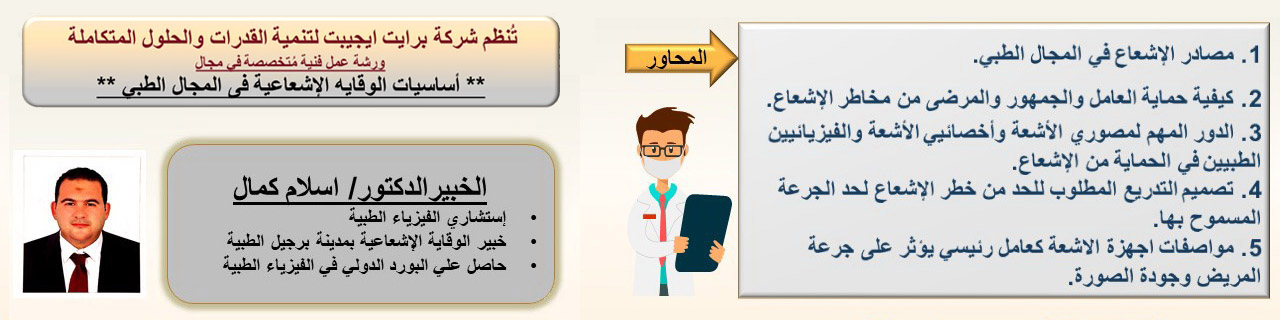 تُنظم شركة برايت ايجيبت لتنمية القدرات والحلول المتكاملة
ورشة عمل فنية مُتخصصة في مجال
** أساسيات الوقايه الإشعاعية فى المجال الطبي **
الخبيرالدكتور/ اسلام كمال
• إستشاري الفيزياء الطبية
• خبير الوقاية الإشعاعية بمدينة برجيل الطبية
• حاصل علي البورد الدولي في الفيزياء الطبية
المحاور
1. مصادر الإشعاع في المجال الطبي.
2. كيفية حماية العامل والجمهور والمرضى من مخاطر الإشعاع.
3. الدور المهم لمصوري الأشعة وأخصائيي الأشعة والفيزيائيين
الطبيين في الحماية من الإشعاع.
4. تصميم التدريع المطلوب للحد من خطر الإشعاع لحد الجرعة
المسموح بها.
5. مواصفات اجهزة الاشعة كعامل رئيسي يؤثر على جرعة
المريض وجودة الصورة.